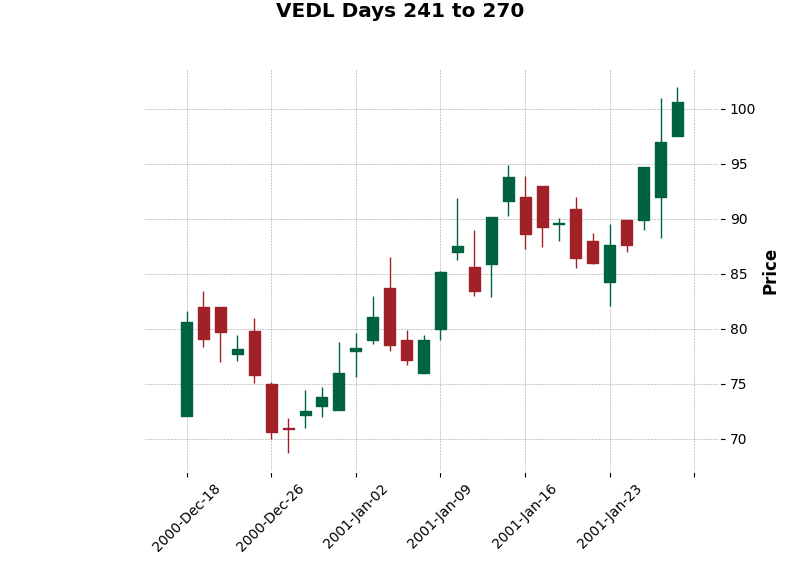 VEDL Days 241 to 270
100
95
90
85
80
75
70
Price
2000-Dec-18
2000-Dec-26
2001-Jan-02
2001-Jan-09
2001-Jan-16
2001-Jan-23